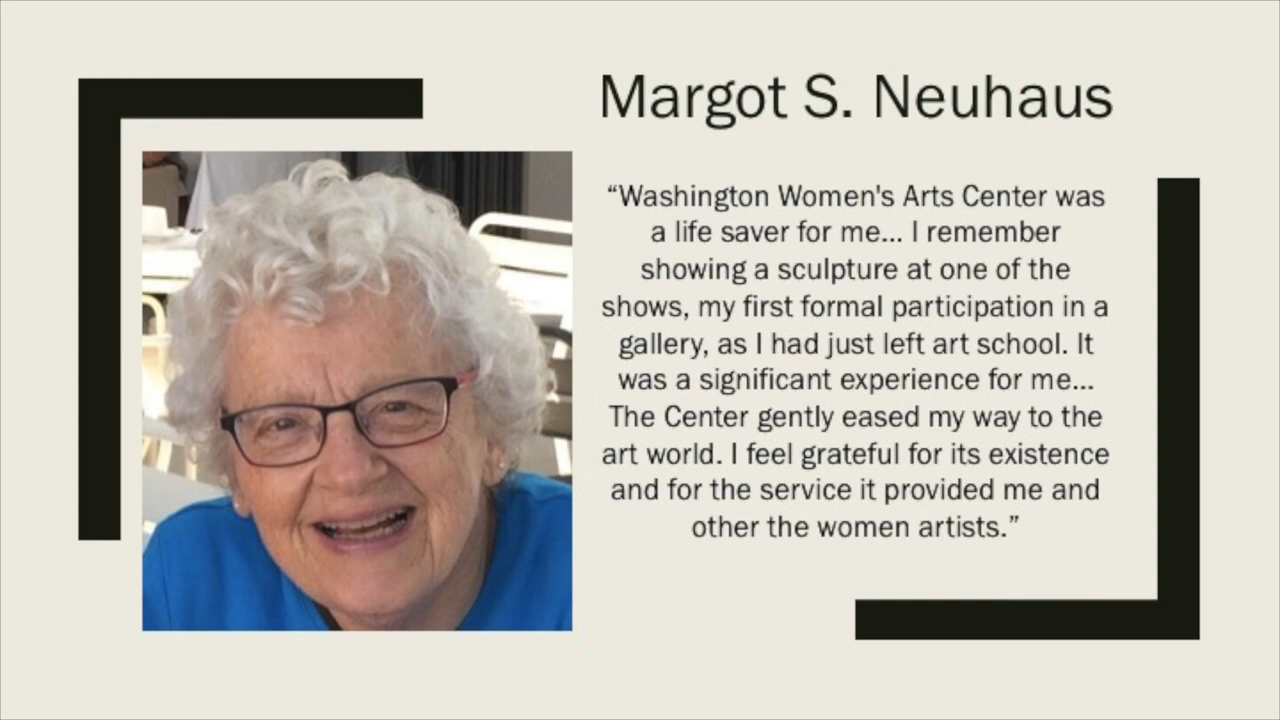 Margot S. Neuhaus
“Washington Women's Arts Center was
a life saver for me... I remember
showing a sculpture at one of the
shows, my first formal participation in a
gallery, as I had just left art school. It
was a significant experience for me...
The Center gently eased my way to the
art world. I feel grateful for its existence
and for the service it provided me and
other the women artists.”